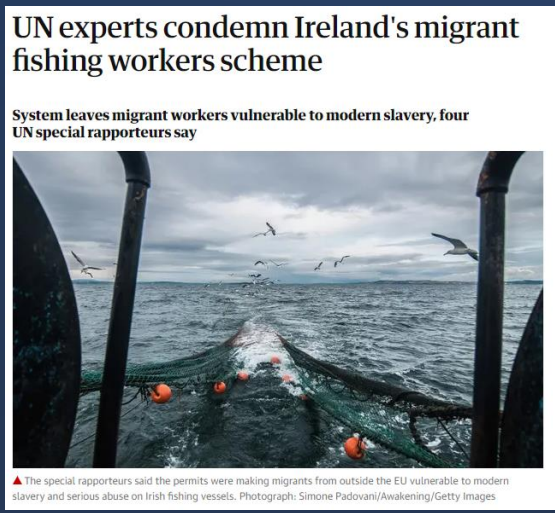 UN experts condemn Ireland's migrant
fishing workers scheme
System leaves migrant workers vulnerable to modern slavery, four
UN special rapporteurs say
▲ The special rapporteurs said the permits were making migrants from outside the EU vulnerable to modern
slavery and serious abuse on Irish fishing vessels. Photograph: Simone Padovani/Awakening/Getty Images